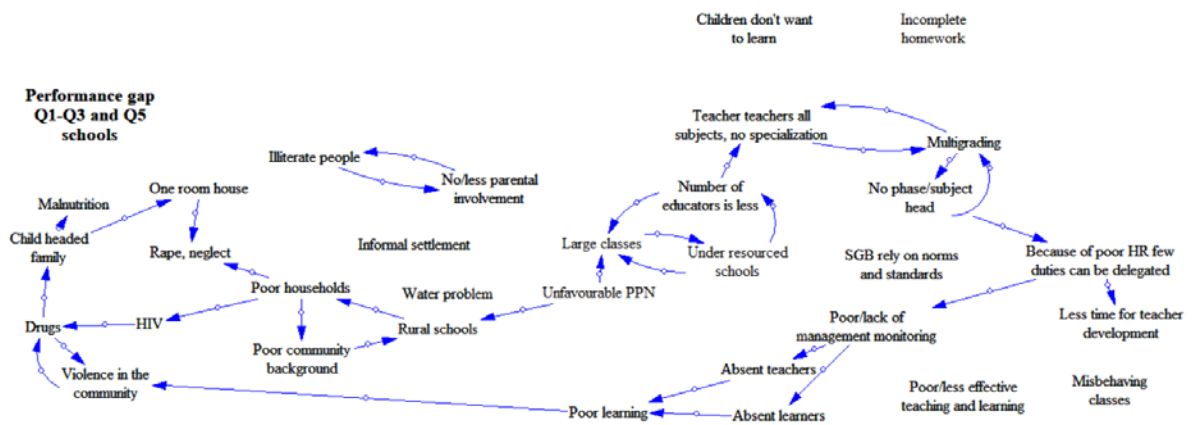 Children don't want
to learn
Incomplete
homework
Performance gap
Q1-Q3 and Q5
schools
Teacher teachers all
subjects, no specialization
Multigrading
Illiterate people
No/less parental
involvement
One room house
Malnutrition
Number of
educators is less
No phase/subject
head
Child headed
family
Rape, neglect
Informal settlement
Large classes
Under resourced
schools
SGB rely on norms
and standards
Because of poor HR few
duties can be delegated
Poor households
Water problem
Unfavourable PPN
Drugs
HIV
Rural schools
Poor/lack of
management monitoring
Less time for teacher
development
Poor community
background
Violence in the
community
Absent teachers
Poor learning
Absent learners
Poor/less effective
teaching and learning
Misbehaving
classes